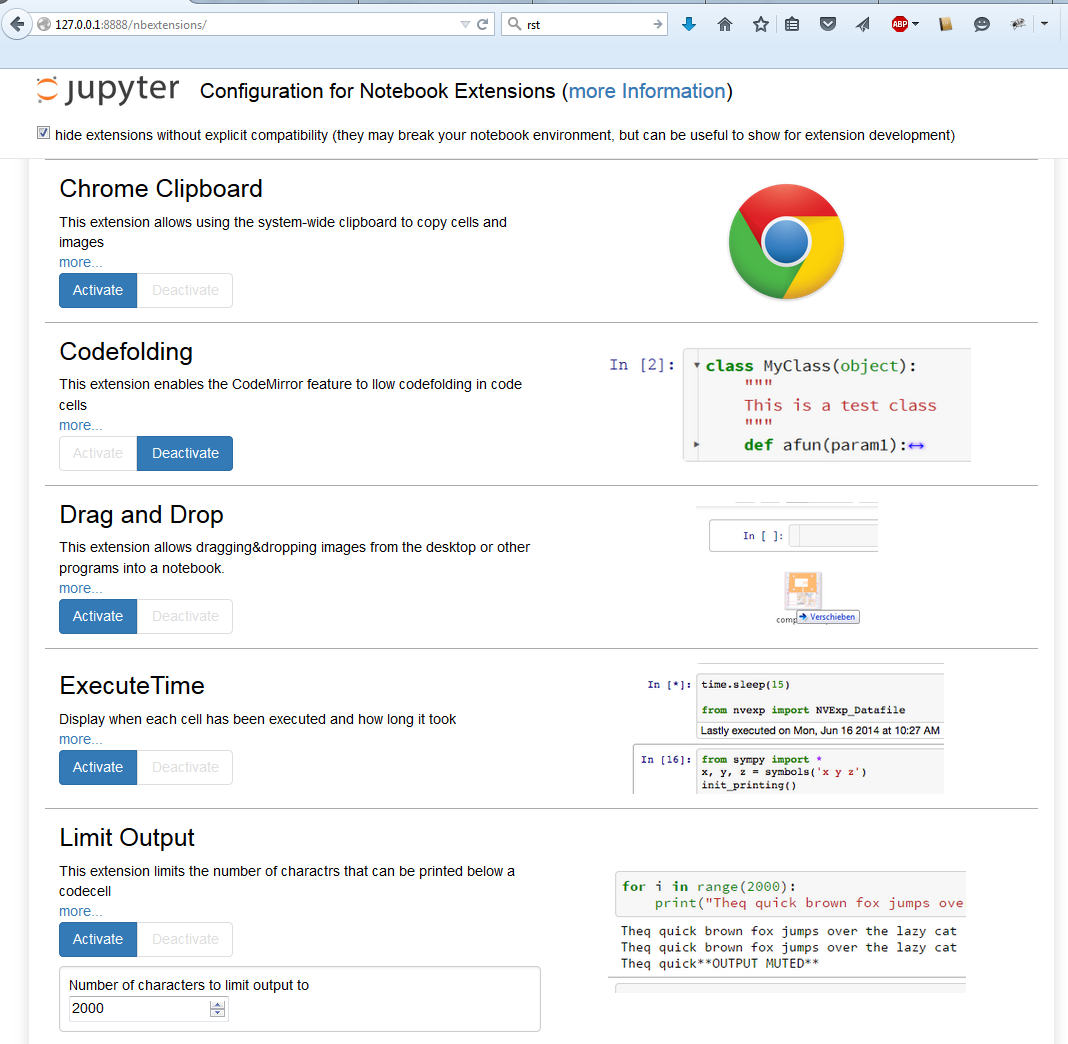 127.0.0.1:8888/nbextensions/
rst
ABP
jupyter Configuration for Notebook Extensions (more Information)
hide extensions without explicit compatibility (they may break your notebook environment, but can be useful to show for extension development)
Chrome Clipboard
This extension allows using the system-wide clipboard to copy cells and
images
more...
Activate Deactivate
Codefolding
This extension enables the CodeMirror feature to llow codefolding in code
cells
more...
Activate Deactivate
In [2]: class MyClass(object):
"""
This is a test class
"""
def afun(param1):
Drag and Drop
This extension allows dragging&dropping images from the desktop or other
programs into a notebook.
more...
Activate Deactivate
In [ ]:
Verschieben
ExecuteTime
Display when each cell has been executed and how long it took
more...
Activate Deactivate
In [*]: time.sleep(15)
from nvexp import NVExp_Datafile
Lastly executed on Mon, Jun 16 2014 at 10:27 AM
In [16]: from sympy import *
x, y, z = symbols('x y z')
init_printing()
Limit Output
This extension limits the number of charactrs that can be printed below a
codecell
more...
Activate Deactivate
Number of characters to limit output to
2000
for i in range(2000):
print("Theq quick brown fox jumps ove
Theq quick brown fox jumps over the lazy cat
Theq quick brown fox jumps over the lazy cat
Theq quick**OUTPUT MUTED**